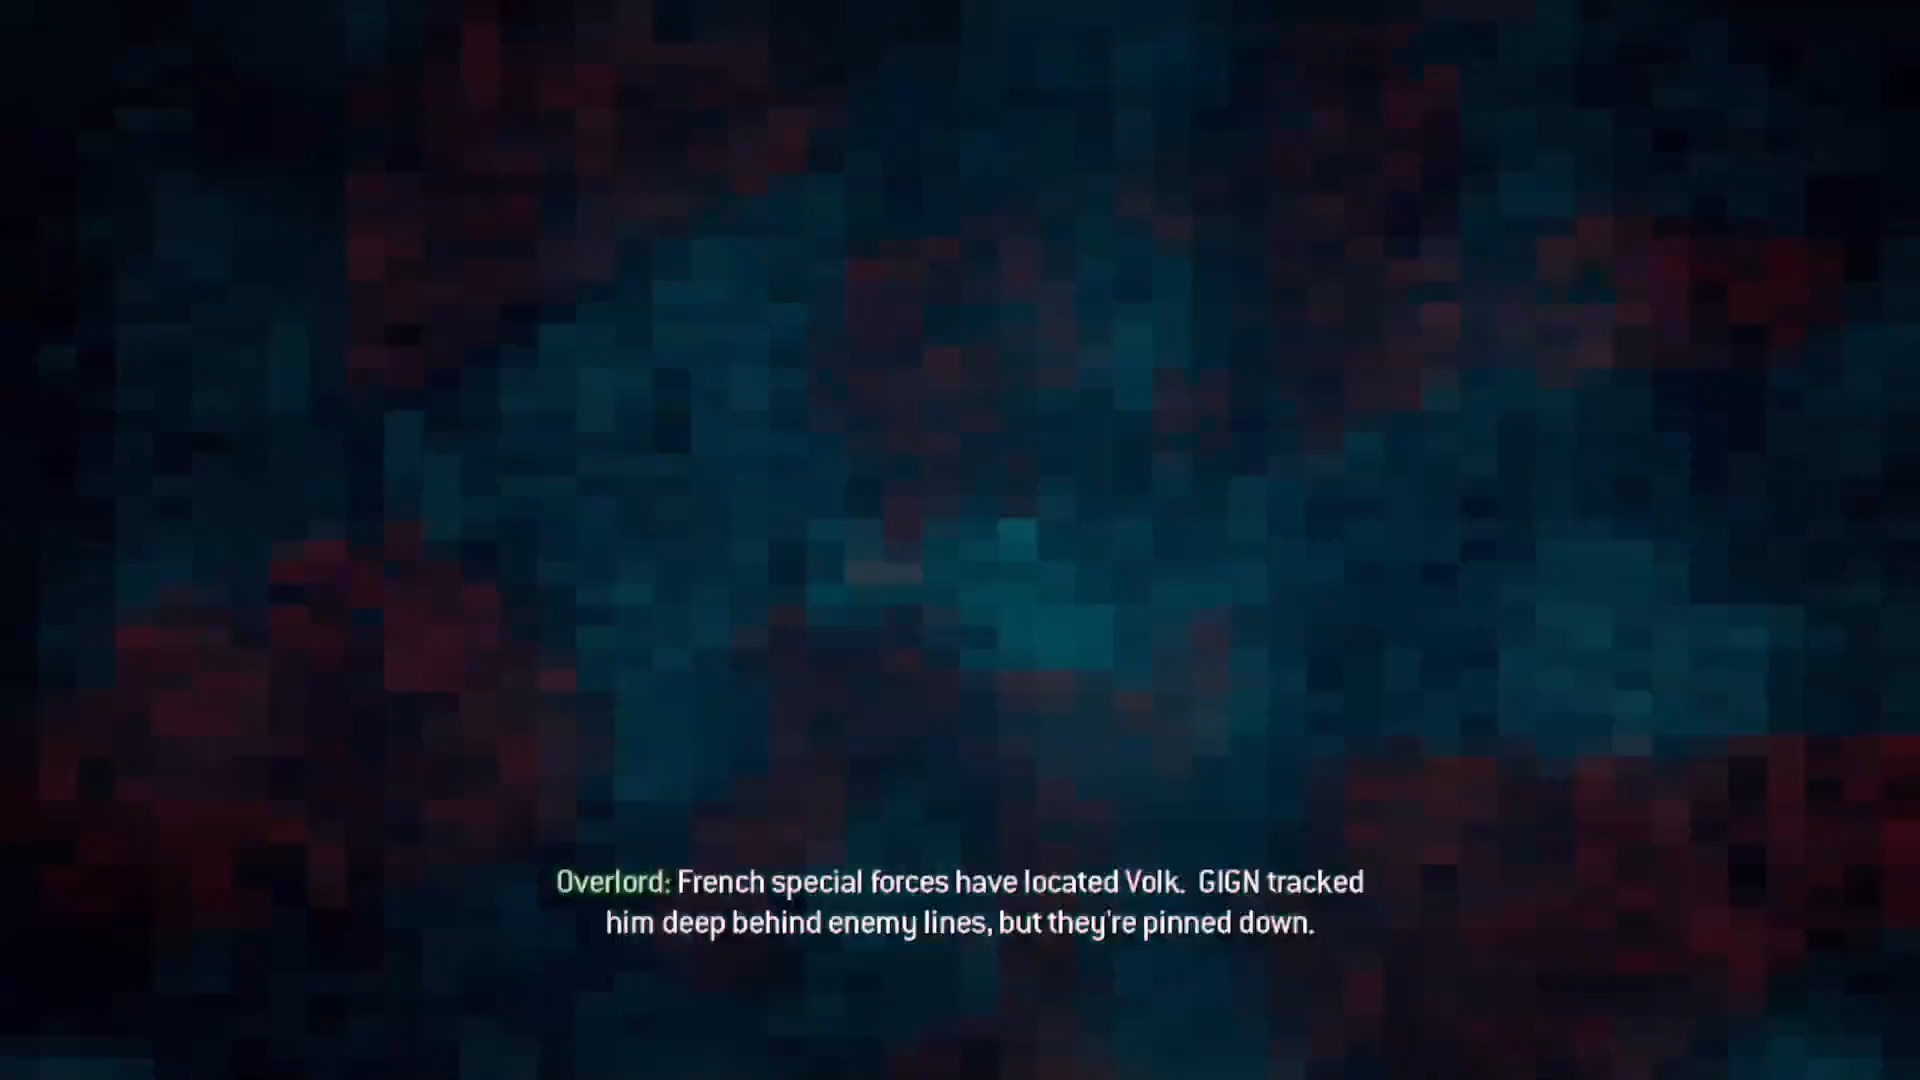 Overlord: French special forces have located Volk.  GIGN tracked
him deep behind enemy lines, but they're pinned down.